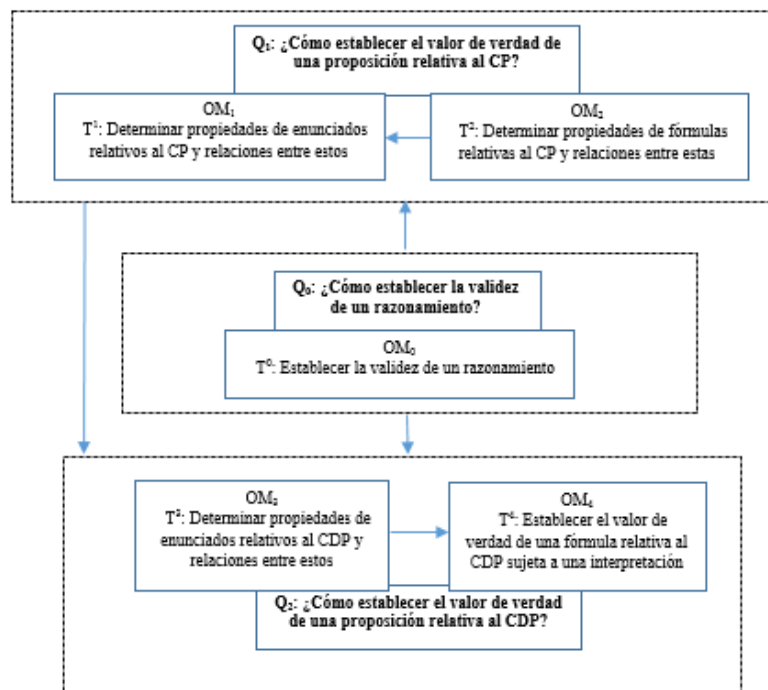 Q₁: ¿Cómo establecer el valor de verdad de
una proposición relativa al CP?
OM₁
T¹: Determinar propiedades de enunciados
relativos al CP y relaciones entre estos
OM₂
T²: Determinar propiedades de fórmulas
relativas al CP y relaciones entre estas
Q₀: ¿Cómo establecer la validez
de un razonamiento?
OM₀
T⁰: Establecer la validez de un razonamiento
OM₃
T³: Determinar propiedades de
enunciados relativos al CDP y
relaciones entre estos
OM₄
T⁴: Establecer el valor de
verdad de una fórmula relativa al
CDP sujeta a una interpretación
Q₂: ¿Cómo establecer el valor de verdad
de una proposición relativa al CDP?